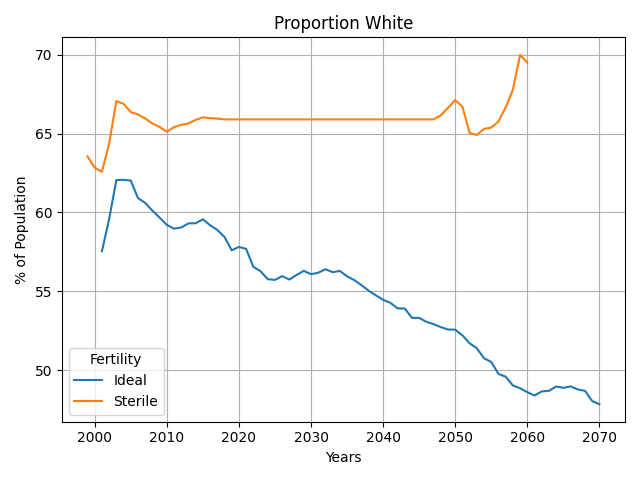 Proportion White
% of Population
70
65
60
55
50
Fertility
Ideal
Sterile
2000 2010 2020 2030 2040 2050 2060 2070
Years